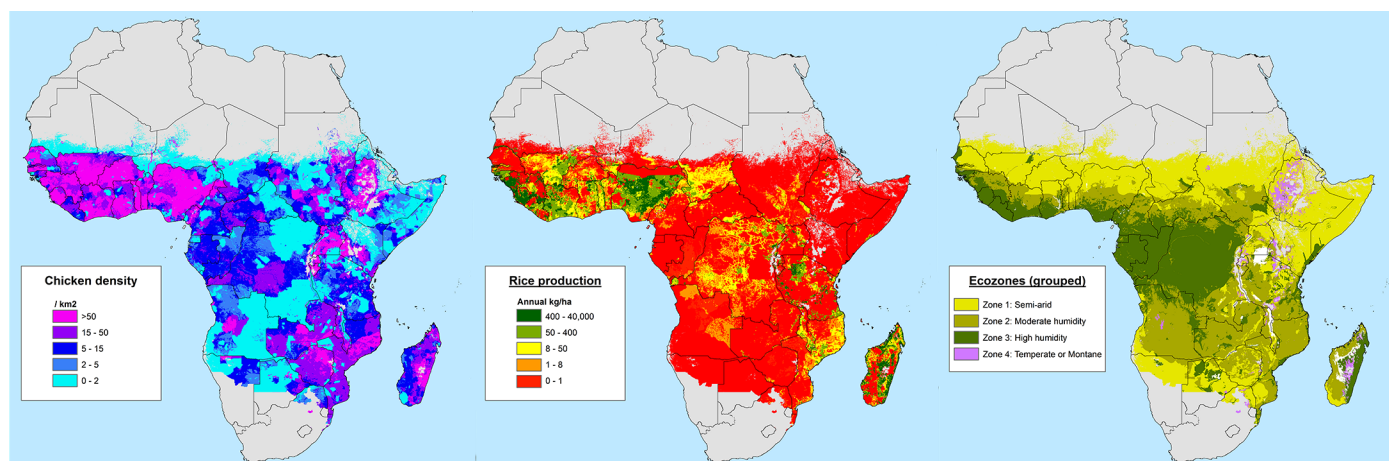 Chicken density
/ km2
>50
15 - 50
5 - 15
2 - 5
0 - 2
Rice production
Annual kg/ha
400 - 40,000
50 - 400
8 - 50
1 - 8
0 - 1
Ecozones (grouped)
Zone 1: Semi-arid
Zone 2: Moderate humidity
Zone 3: High humidity
Zone 4: Temperate or Montane